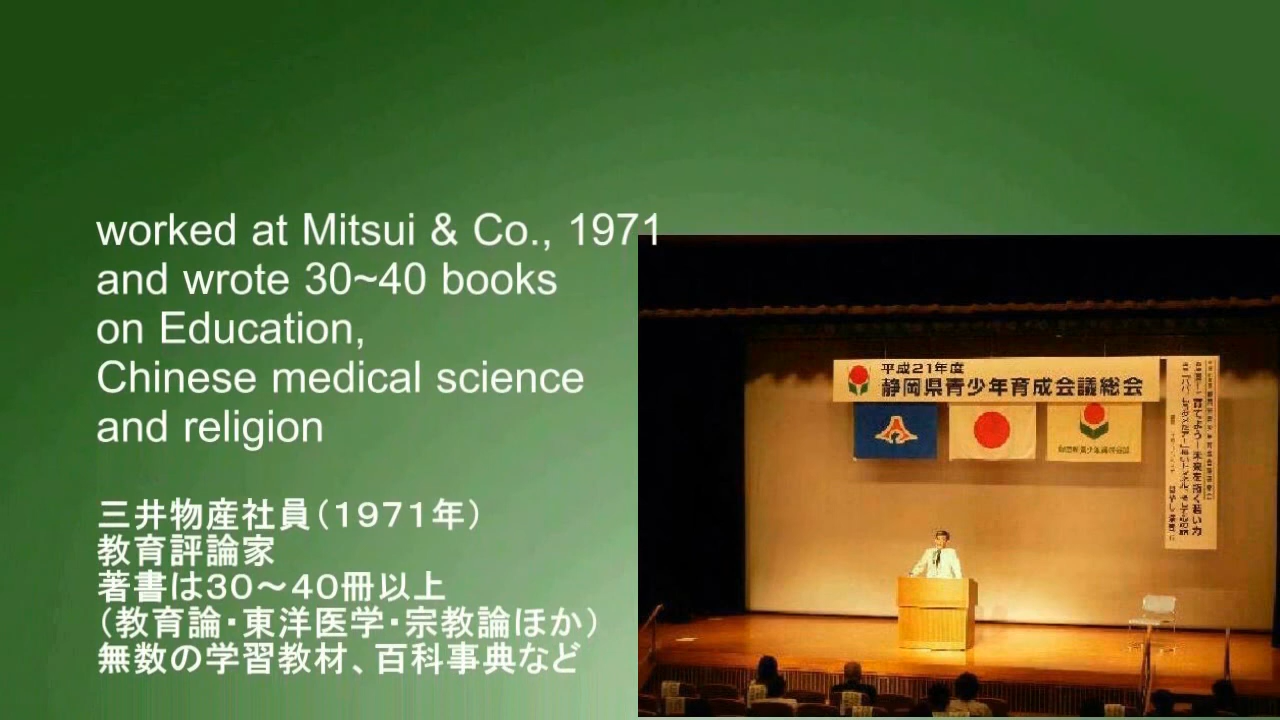 worked at Mitsui & Co., 1971
and wrote 30~40 books
on Education,
Chinese medical science
and religion
三井物産社員（１９７１年）
教育評論家
著書は３０～４０冊以上
（教育論・東洋医学・宗教論ほか）
無数の学習教材、百科事典など
平成21年度
静岡県青少年育成会議総会